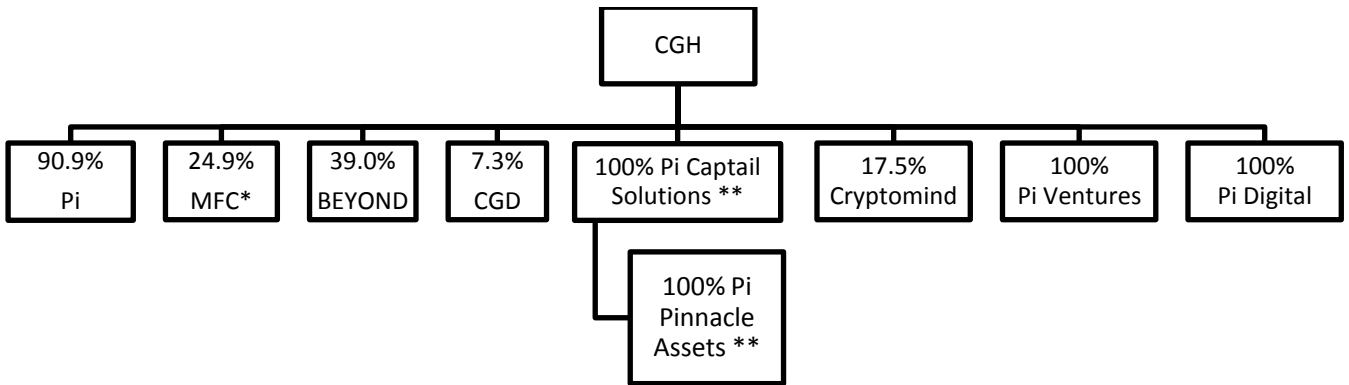 CGH
90.9%
Pi
24.9%
MFC*
39.0%
BEYOND
7.3%
CGD
100% Pi Captail
Solutions **
17.5%
Cryptomind
100%
Pi Ventures
100%
Pi Digital
100% Pi
Pinnacle
Assets **